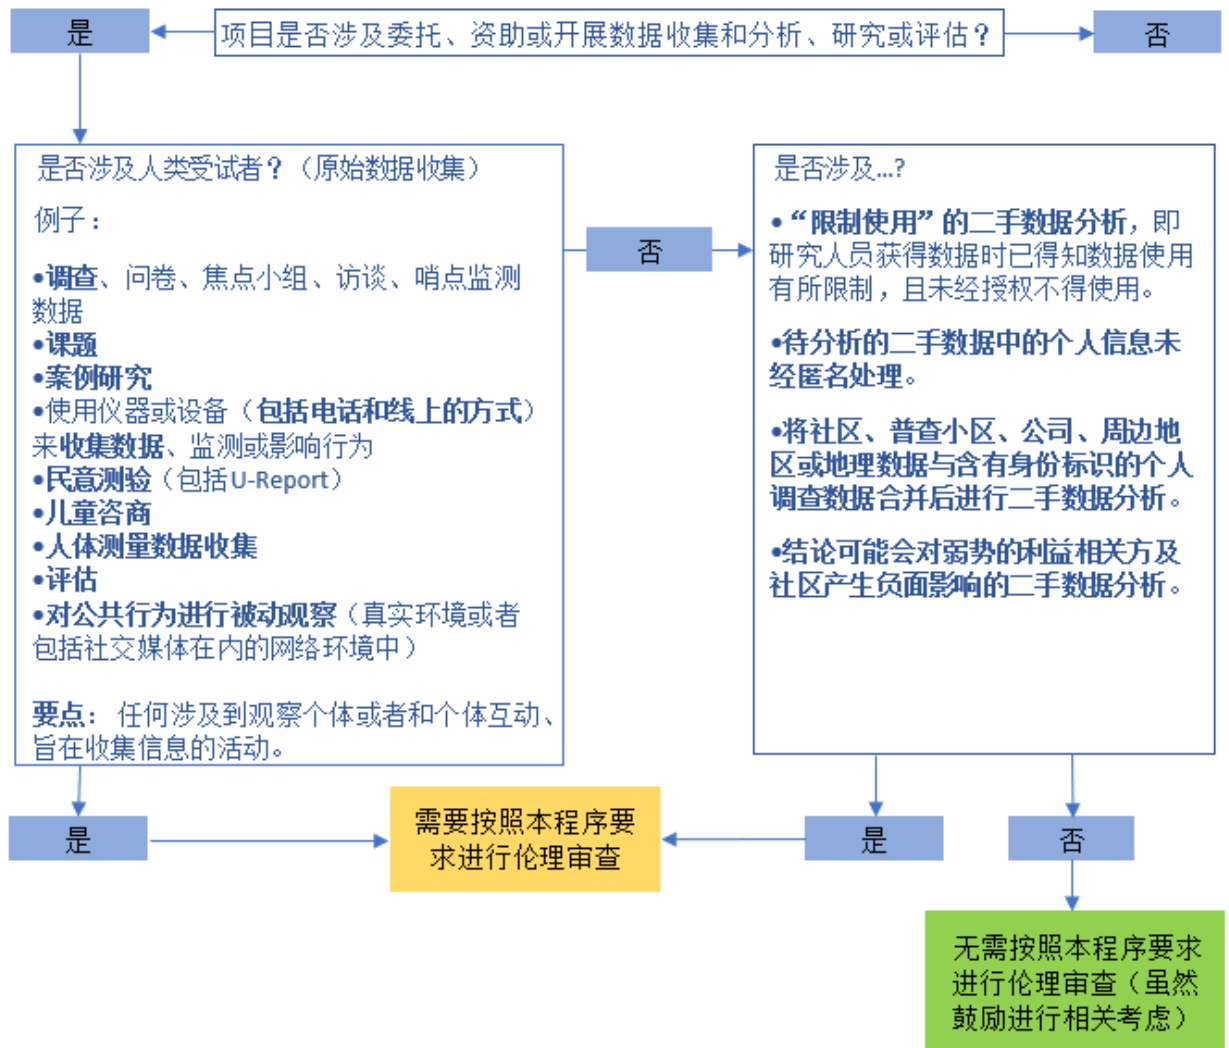 是
项目是否涉及委托、资助或开展数据收集和分析、研究或评估？
否
是否涉及人类受试者？（原始数据收集）
例子：
•调查、问卷、焦点小组、访谈、哨点监测
数据
•课题
•案例研究
•使用仪器或设备（包括电话和线上的方式）
来收集数据、监测或影响行为
•民意测验（包括U-Report）
•儿童咨商
•人体测量数据收集
•评估
•对公共行为进行被动观察（真实环境或者
包括社交媒体在内的网络环境中）
要点： 任何涉及到观察个体或者和个体互动、
旨在收集信息的活动。
否
是否涉及...?
•“限制使用”的二手数据分析，即
研究人员获得数据时已得知数据使用
有所限制，且未经授权不得使用。
•待分析的二手数据中的个人信息未
经匿名处理。
•将社区、普查小区、公司、周边地
区或地理数据与含有身份标识的个人
调查数据合并后进行二手数据分析。
•结论可能会对弱势的利益相关方及
社区产生负面影响的二手数据分析。
是
需要按照本程序要
求进行伦理审查
是
否
无需按照本程序要求
进行伦理审查（虽然
鼓励进行相关考虑）